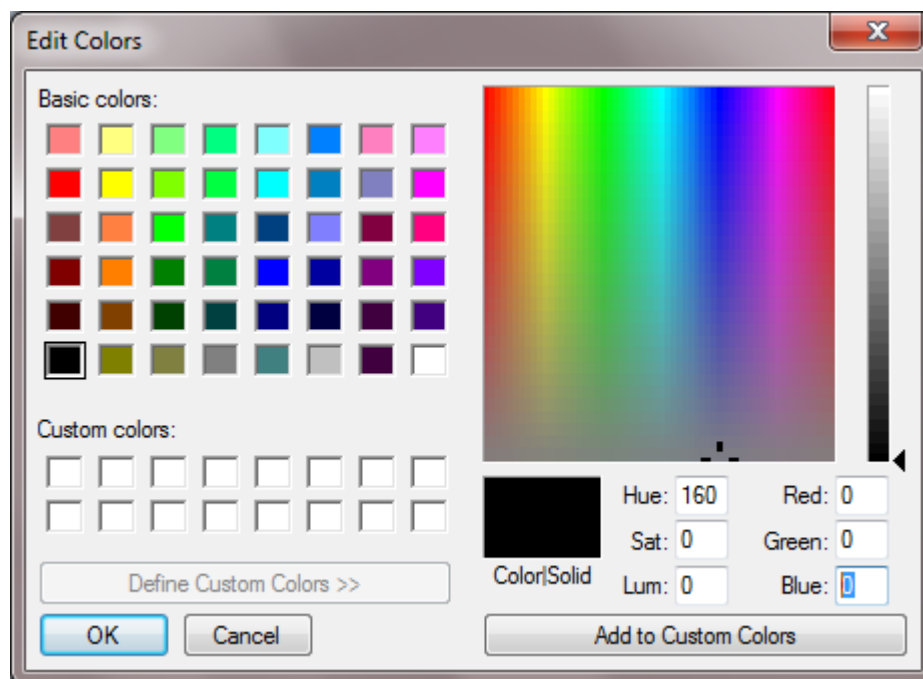 Edit Colors
Basic colors:
Custom colors:
Define Custom Colors >>
OK Cancel
Color|Solid
Hue: 160 Red: 0
Sat: 0 Green: 0
Lum: 0 Blue: 0
Add to Custom Colors